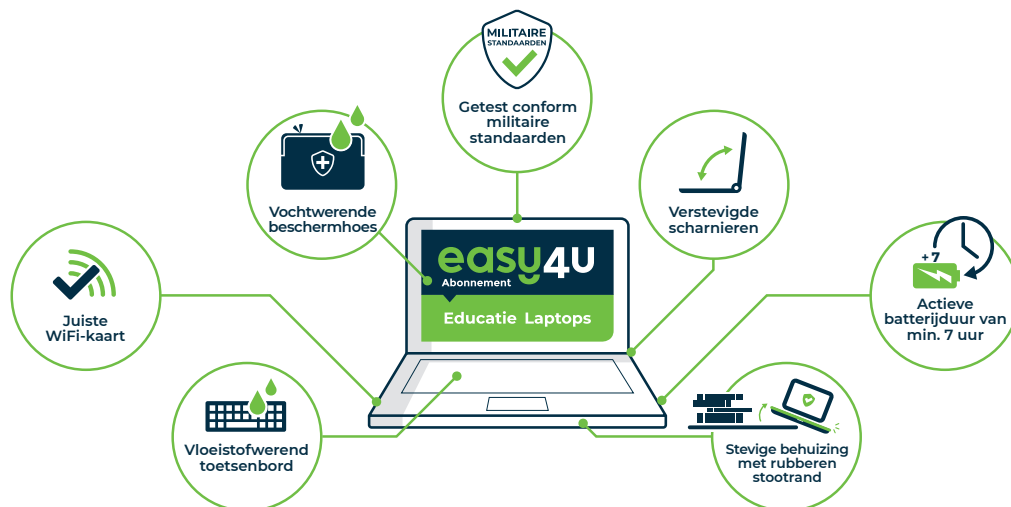 MILITAIRE
STANDAARDEN
Getest conform
militaire
standaarden
Vochtwerende
beschermhoes
Verstevigde
scharnieren
easy4u
Abonnement
Educatie Laptops
Juiste
WiFi-kaart
+7
Actieve
batterijduur van
min. 7 uur
Vloeistofwerend
toetsenbord
Stevige behuizing
met rubberen
stootrand